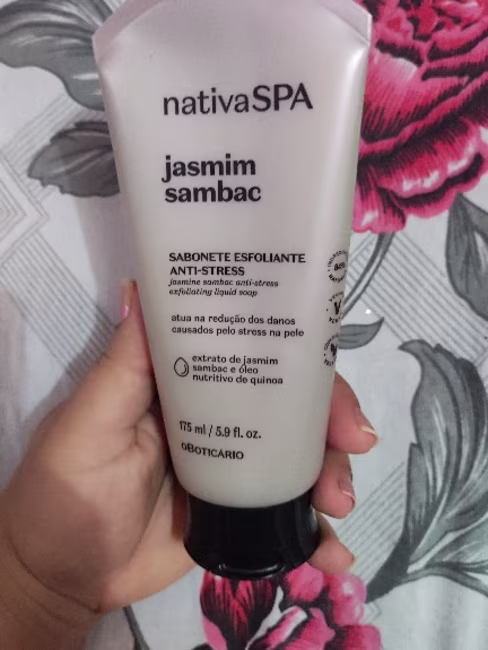 nativaSPA
jasmim
sambac
SABONETE ESFOLIANTE
ANTI-STRESS
jasmine sambac anti-stress
exfoliating liquid soap
atua na redução dos danos
causados pelo stress na pele
extrato de jasmim
sambac e óleo
nutritivo de quinoa
175 ml / 5.9 fl. oz.
oBOTICÁRIO